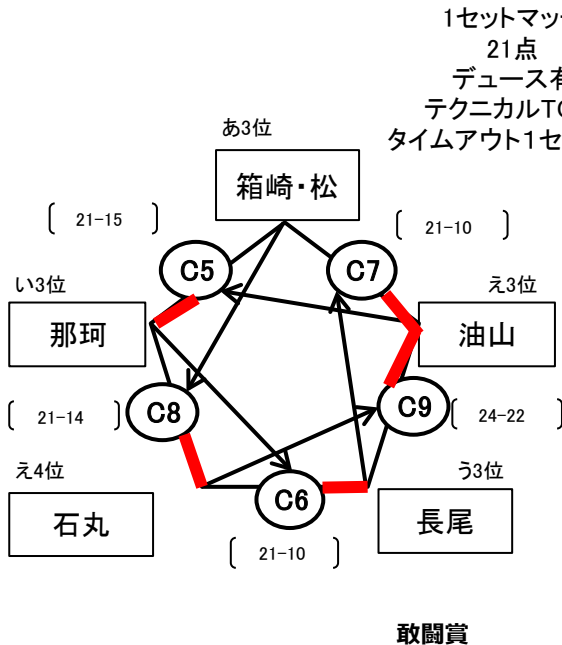 1セットマッ
21点
デュース有
テクニカルTO
タイムアウト1セ
あ3位
箱崎・松
21-15
21-10
C5
C7
い3位
え3位
那珂
油山
21-14
C8
C9
24-22
え4位
う3位
石丸
C6
長尾
21-10
敢闘賞